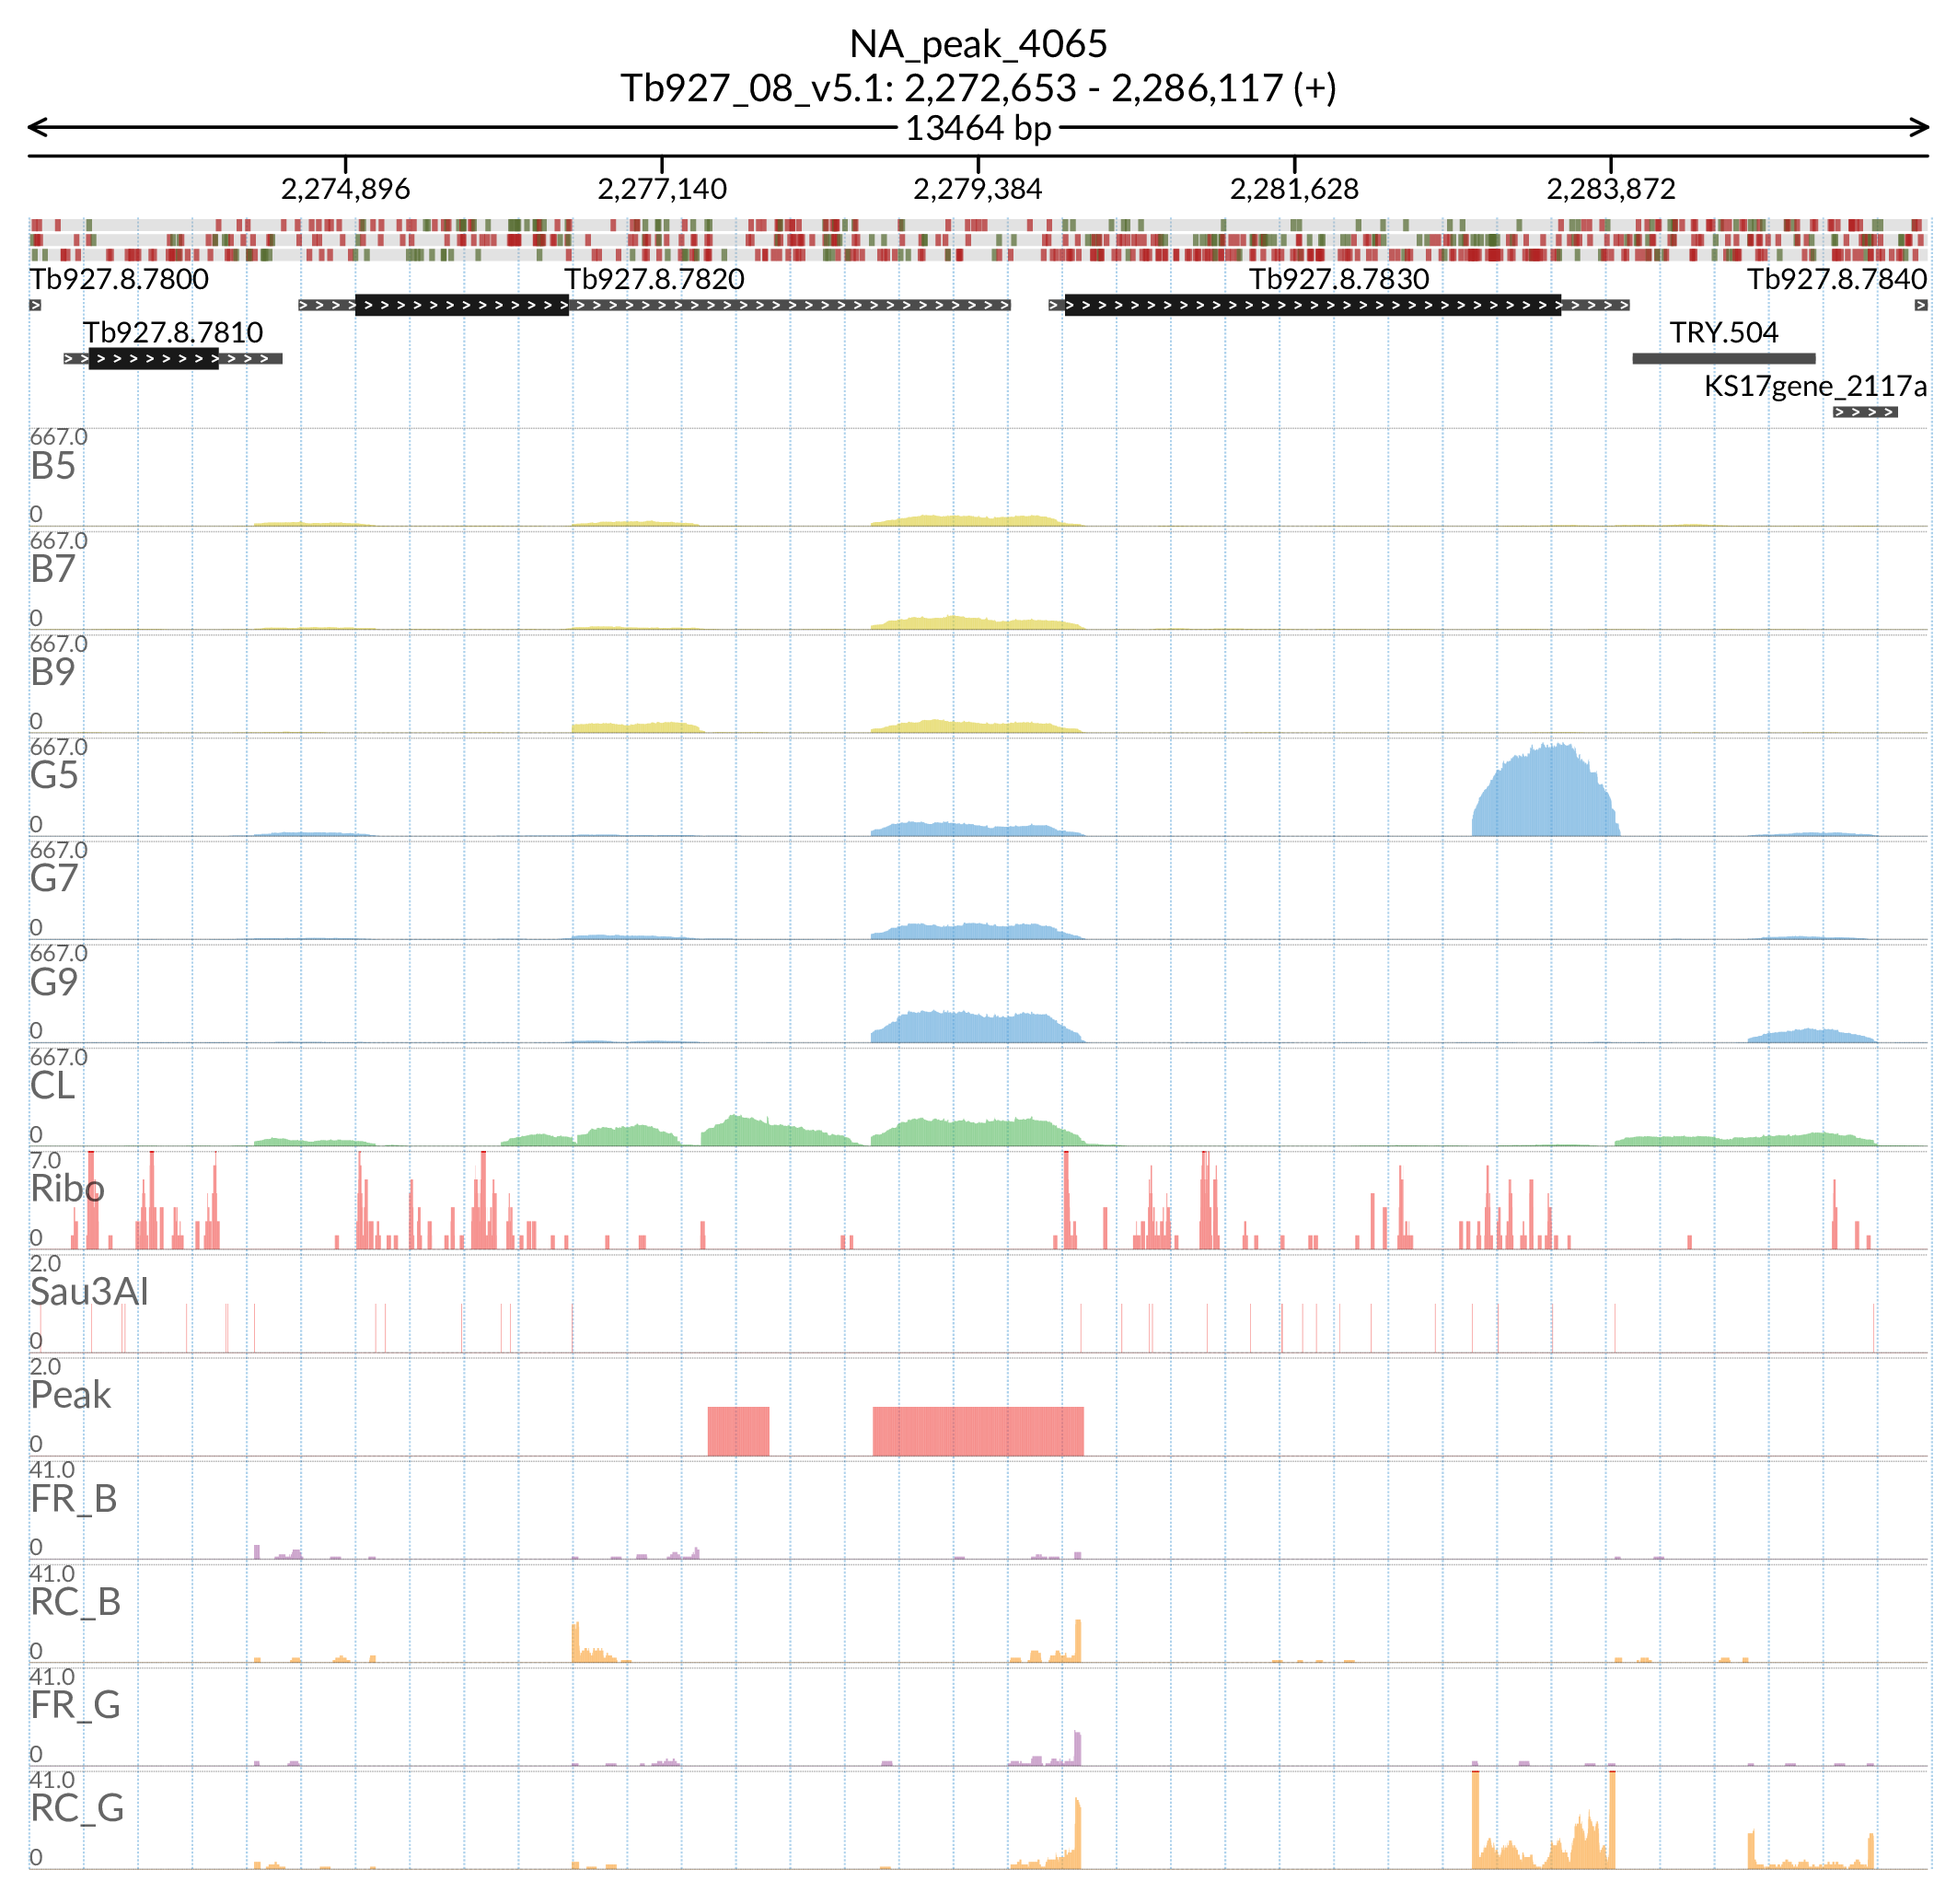 NA_peak_4065
Tb927_08_v5.1: 2,272,653 - 2,286,117 (+)
13464 bp
2,274,896 2,277,140 2,279,384 2,281,628 2,283,872
Tb927.8.7800 Tb927.8.7820 Tb927.8.7830 Tb927.8.7840
Tb927.8.7810 TRY.504
KS17gene_2117a
667.0
B5
0
667.0
B7
0
667.0
B9
0
667.0
G5
0
667.0
G7
0
667.0
G9
0
667.0
CL
0
7.0
Ribo
0
2.0
Sau3AI
0
2.0
Peak
0
41.0
FR_B
0
41.0
RC_B
0
41.0
FR_G
0
41.0
RC_G
0